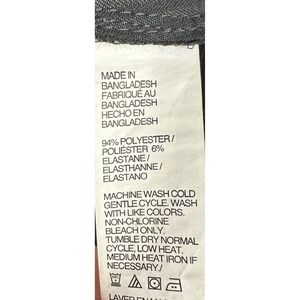 MADE IN
BANGLADESH
FABRIQUÉ AU
BANGLADESH
HECHO EN
BANGLADESH
94% POLYESTER /
POLIÉSTER 6%
ELASTANE /
ÉLASTHANNE /
ELASTANO
MACHINE WASH COLD
GENTLE CYCLE. WASH
WITH LIKE COLORS.
NON-CHLORINE
BLEACH ONLY.
TUMBLE DRY NORMAL
CYCLE, LOW HEAT.
MEDIUM HEAT IRON IF
NECESSARY.